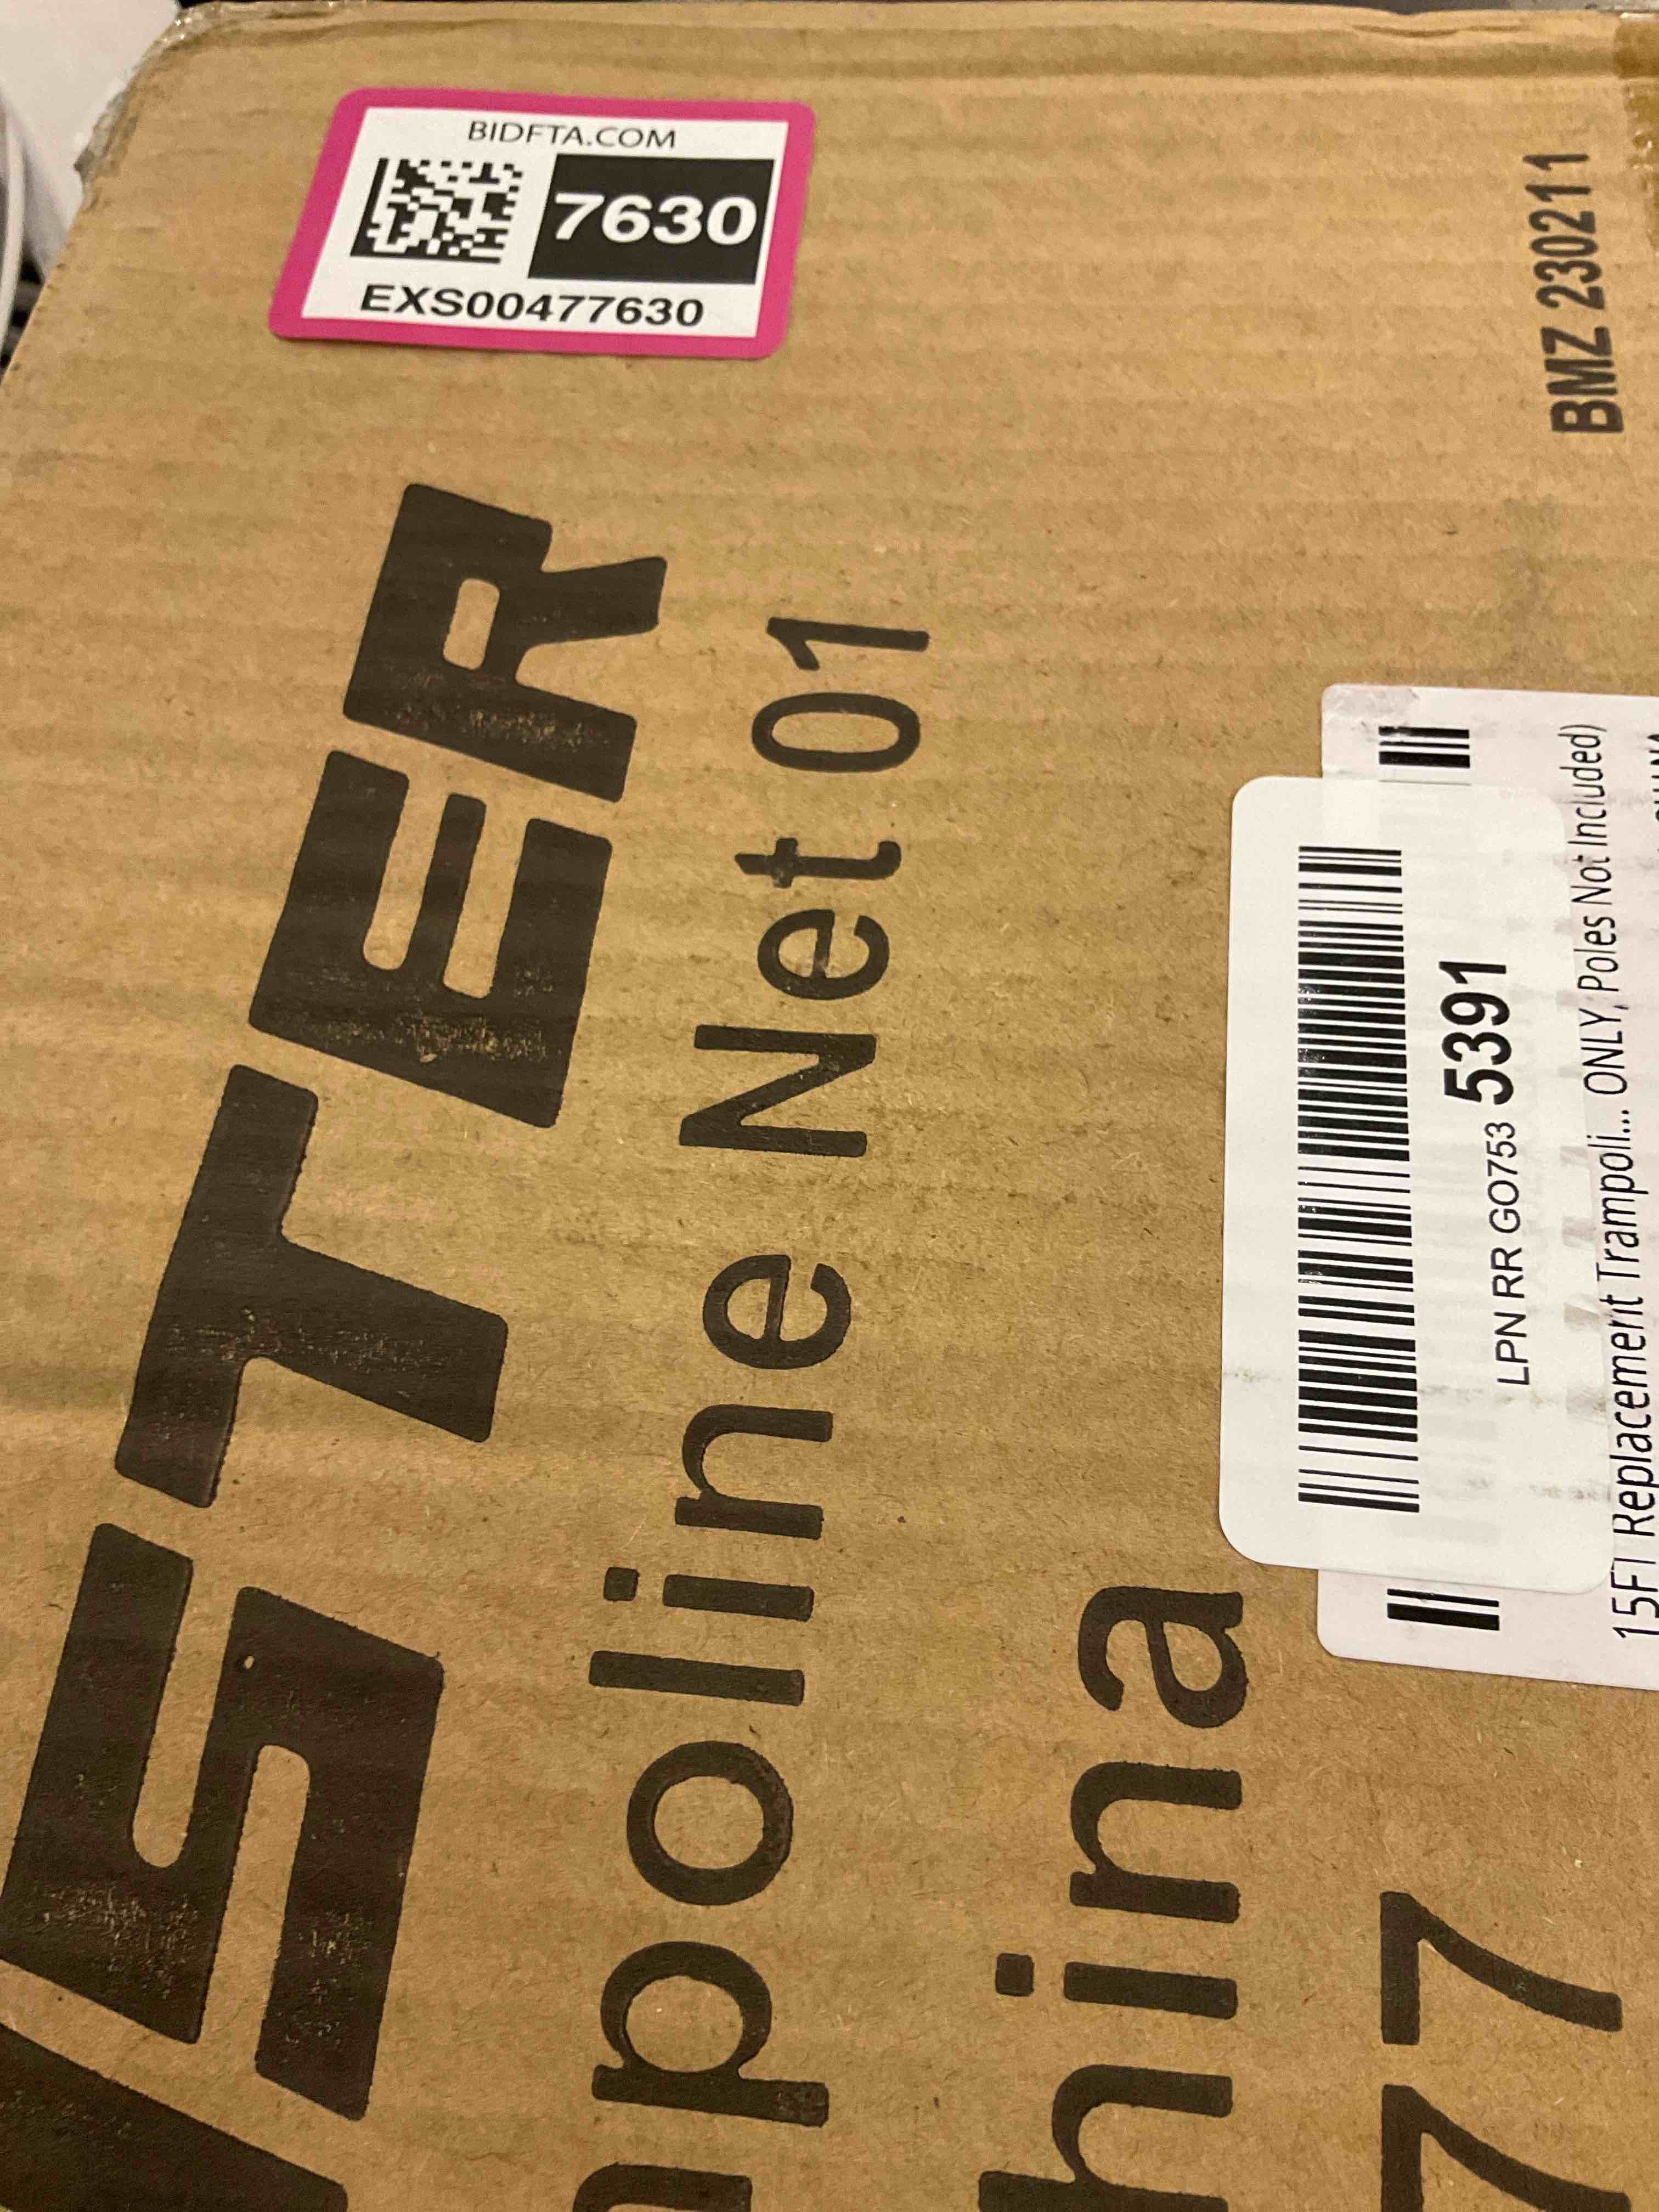 BIDFTA.COM
7630
EXS00477630
BMZ 230211
STER
poline Net 01
hina
77
LPN RR GO753 5391
15FT Replacement Trampoli... ONLY, Poles Not Included)